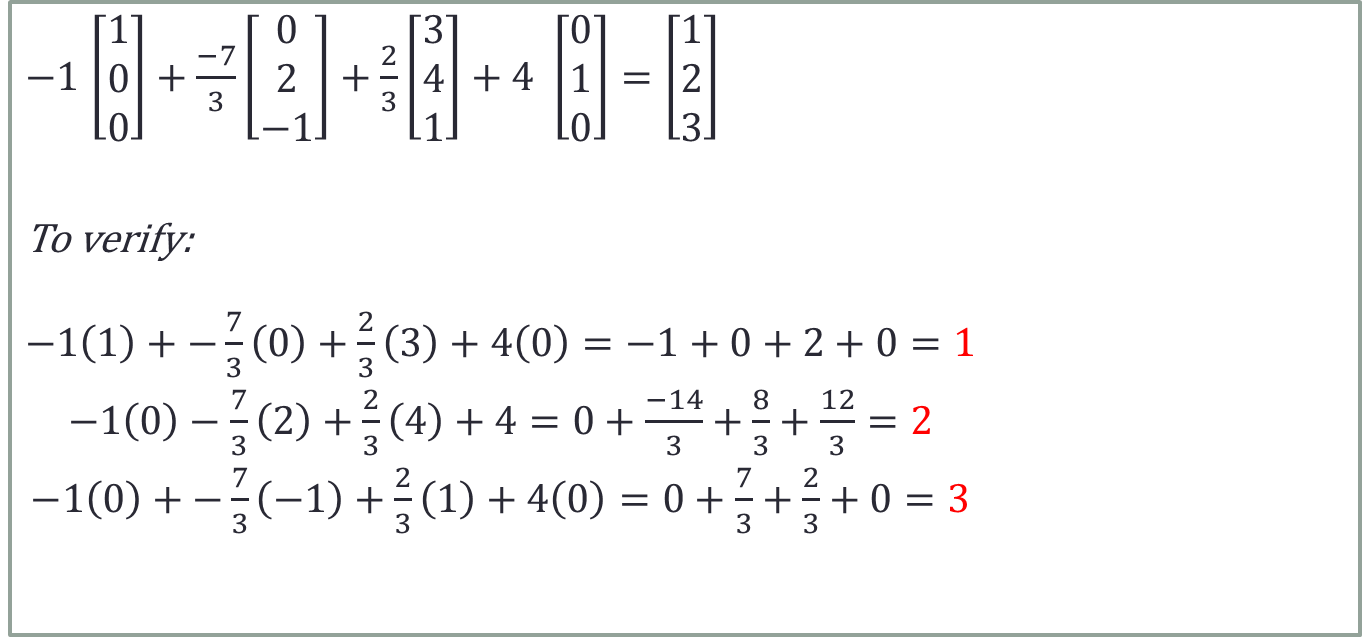 −1 [1 0 0] + −7/3 [0 2 −1] + 2/3 [3 4 1] + 4 [0 1 0] = [1 2 3]
To verify:
−1(1) + −7/3(0) + 2/3(3) + 4(0) = −1 + 0 + 2 + 0 = 1
−1(0) − 7/3(2) + 2/3(4) + 4 = 0 + −14/3 + 8/3 + 12/3 = 2
−1(0) + −7/3(−1) + 2/3(1) + 4(0) = 0 + 7/3 + 2/3 + 0 = 3